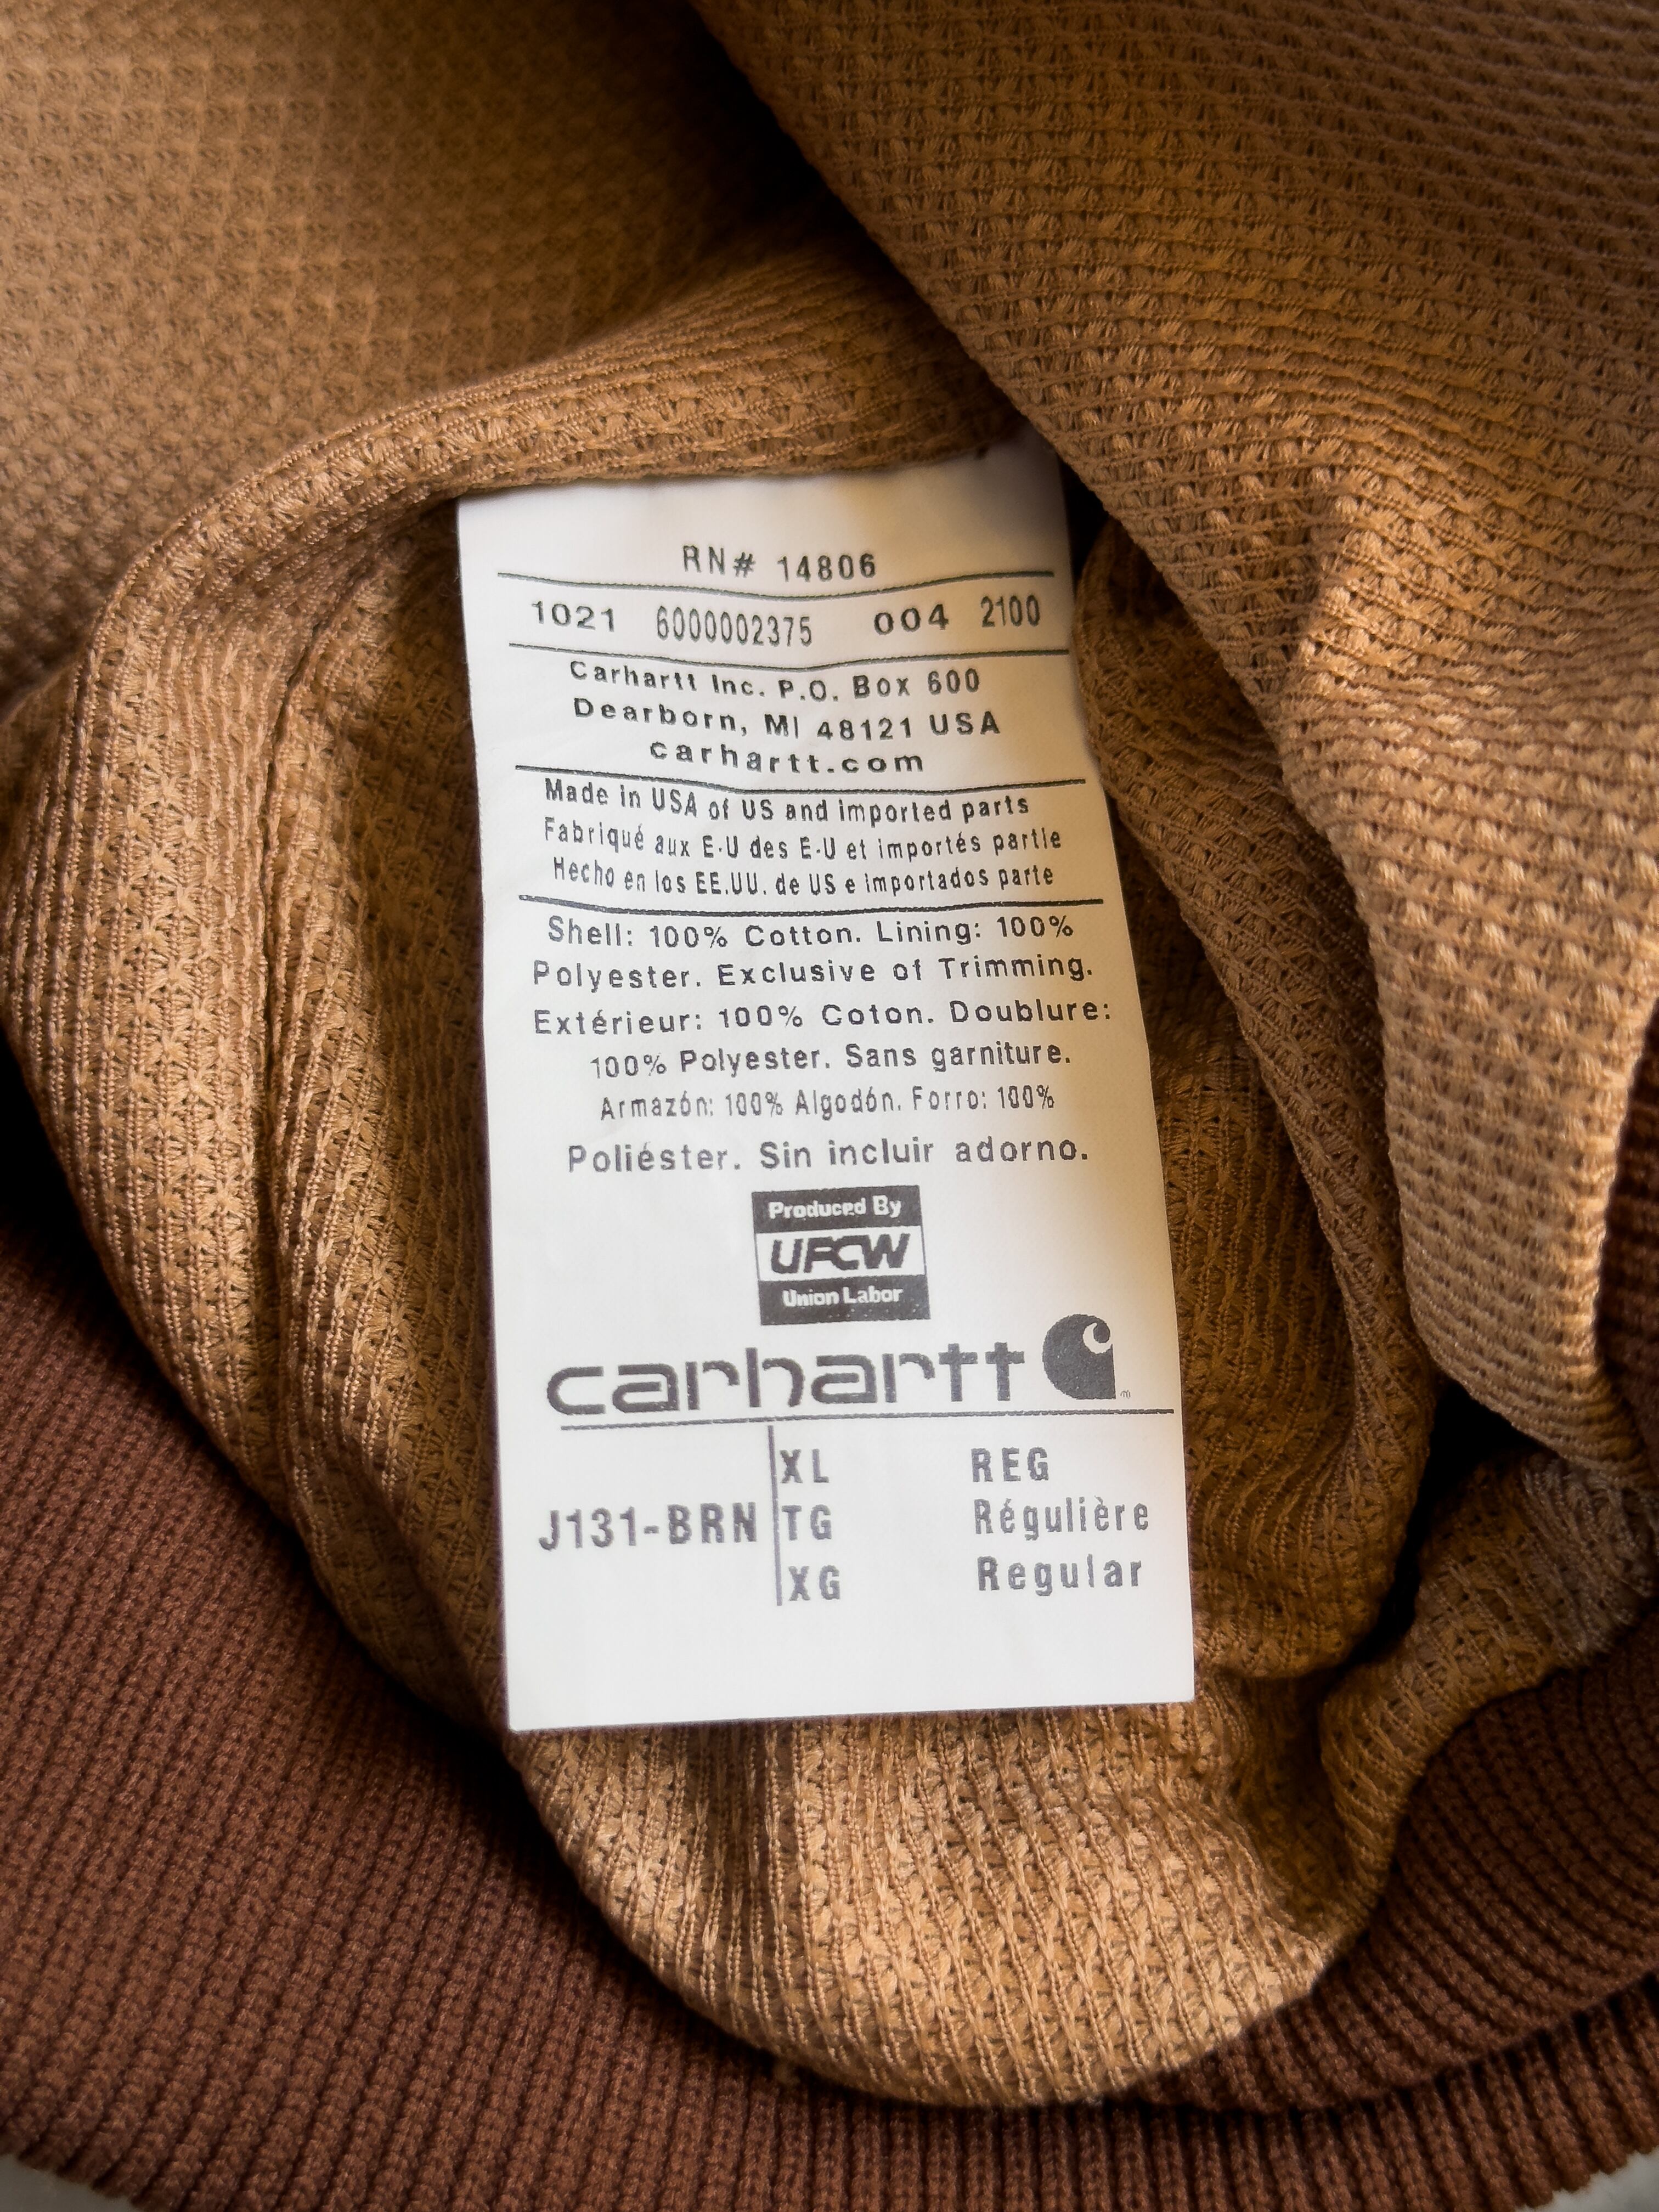 RN# 14806
1021 6000002375 004 2100
Carhartt Inc. P.O. Box 600
Dearborn, MI 48121 USA
carhartt.com
Made in USA of US and imported parts
Fabriqué aux E-U des E-U et importés partie
Hecho en los EE.UU. de US e importados parte
Shell: 100% Cotton. Lining: 100%
Polyester. Exclusive of Trimming.
Extérieur: 100% Coton. Doublure:
100% Polyester. Sans garniture.
Armazón: 100% Algodón. Forro: 100%
Poliéster. Sin incluir adorno.
Produced By
UFCW
Union Labor
carhartt ™
XL REG
J131-BRN TG Régulière
XG Regular